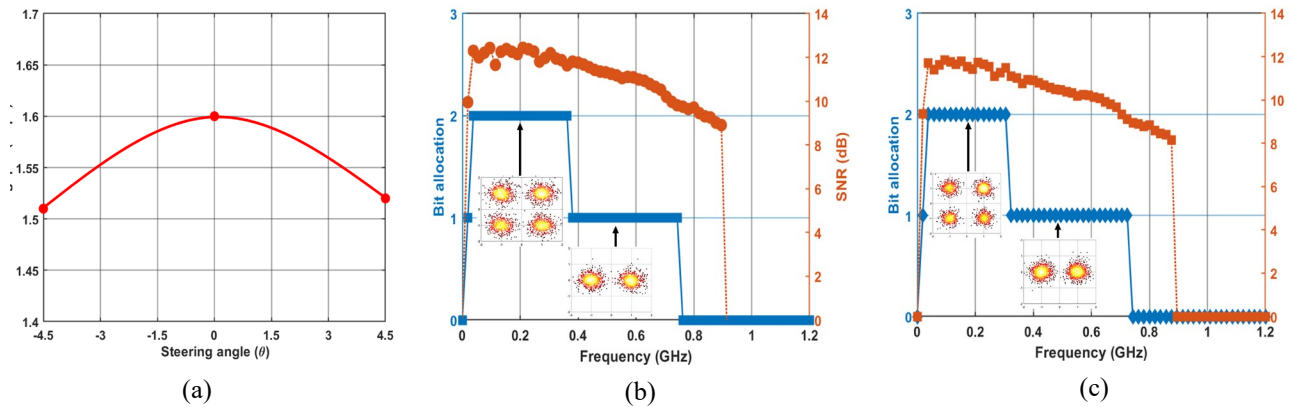 1.7
1.6
1.55
1.5
1.45
1.4
-4.5 -3 -1.5 0 1.5 3 4.5
Steering angle (θ)
(a)
3
2
1
0
Bit allocation
0 0.2 0.4 0.6 0.8 1 1.2
Frequency (GHz)
14
12
10
8
6
4
2
0
SNR (dB)
(b)
3
2
1
0
Bit allocation
0 0.2 0.4 0.6 0.8 1 1.2
Frequency (GHz)
14
12
10
8
6
4
2
0
(c)